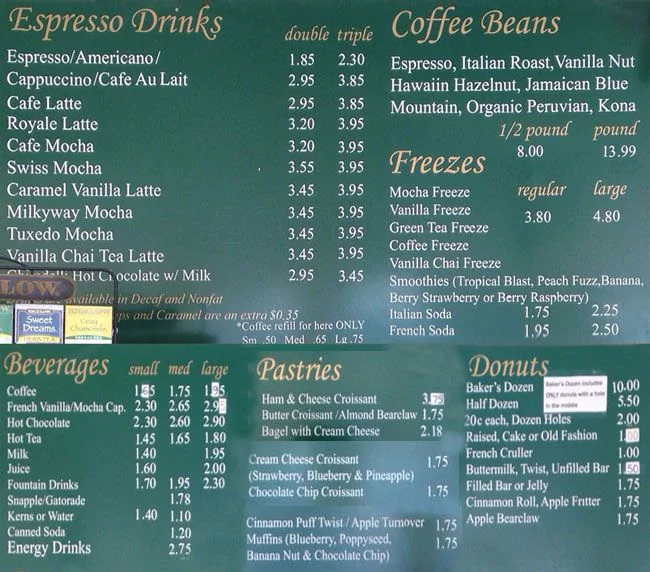 Espresso Drinks
double triple
Espresso/Americano/ 1.85 2.30
Cappuccino/Cafe Au Lait 2.95 3.85
Cafe Latte 2.95 3.85
Royale Latte 3.20 3.95
Cafe Mocha 3.20 3.95
Swiss Mocha 3.55 3.95
Caramel Vanilla Latte 3.45 3.95
Milkyway Mocha 3.45 3.95
Tuxedo Mocha 3.45 3.95
Vanilla Chai Tea Latte 3.45 3.95
Hot Chocolate w/ Milk 2.95 3.45
available in Decaf and Nonfat
and Caramel are an extra $0.35
*Coffee refill for here ONLY
Sm .50 Med .65 Lg .75
LOW
Sweet
Dreams
HERB TEA
BIGELOW
Cozy
Chamomile
Coffee Beans
Espresso, Italian Roast,Vanilla Nut
Hawaiin Hazelnut, Jamaican Blue
Mountain, Organic Peruvian, Kona
1/2 pound pound
8.00 13.99
Freezes
regular large
Mocha Freeze
Vanilla Freeze
3.80 4.80
Green Tea Freeze
Coffee Freeze
Vanilla Chai Freeze
Smoothies (Tropical Blast, Peach Fuzz,Banana,
Berry Strawberry or Berry Raspberry)
Italian Soda 1.75 2.25
French Soda 1.95 2.50
Beverages
small med large
Coffee 1.85 1.75 1.95
French Vanilla/Mocha Cap. 2.30 2.65 2.95
Hot Chocolate 2.30 2.60 2.90
Hot Tea 1.45 1.65 1.80
Milk 1.40 1.95
Juice 1.60 2.00
Fountain Drinks 1.70 1.95 2.30
Snapple/Gatorade 1.78
Kerns or Water 1.40 1.10
Canned Soda 1.20
Energy Drinks 2.75
Pastries
Ham & Cheese Croissant 3.75
Butter Croissant /Almond Bearclaw 1.75
Bagel with Cream Cheese 2.18
Cream Cheese Croissant 1.75
(Strawberry, Blueberry & Pineapple)
Chocolate Chip Croissant 1.75
Cinnamon Puff Twist / Apple Turnover 1.75
Muffins (Blueberry, Poppyseed, 1.75
Banana Nut & Chocolate Chip)
Donuts
Baker's Dozen 10.00
Baker's Dozen includes
ONLY donuts with a hole
in the middle
Half Dozen 5.50
20c each, Dozen Holes 2.00
Raised, Cake or Old Fashion 1.00
French Cruller 1.00
Buttermilk, Twist, Unfilled Bar 1.50
Filled Bar or Jelly 1.75
Cinnamon Roll, Apple Fritter 1.75
Apple Bearclaw 1.75